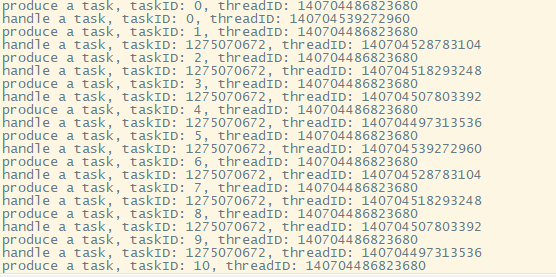 produce a task, taskID: 0, threadID: 140704486823680
handle a task, taskID: 0, threadID: 140704539272960
produce a task, taskID: 1, threadID: 140704486823680
handle a task, taskID: 1275070672, threadID: 140704528783104
produce a task, taskID: 2, threadID: 140704486823680
handle a task, taskID: 1275070672, threadID: 140704518293248
produce a task, taskID: 3, threadID: 140704486823680
handle a task, taskID: 1275070672, threadID: 140704507803392
produce a task, taskID: 4, threadID: 140704486823680
handle a task, taskID: 1275070672, threadID: 140704497313536
produce a task, taskID: 5, threadID: 140704486823680
handle a task, taskID: 1275070672, threadID: 140704539272960
produce a task, taskID: 6, threadID: 140704486823680
handle a task, taskID: 1275070672, threadID: 140704528783104
produce a task, taskID: 7, threadID: 140704486823680
handle a task, taskID: 1275070672, threadID: 140704518293248
produce a task, taskID: 8, threadID: 140704486823680
handle a task, taskID: 1275070672, threadID: 140704507803392
produce a task, taskID: 9, threadID: 140704486823680
handle a task, taskID: 1275070672, threadID: 140704497313536
produce a task, taskID: 10, threadID: 140704486823680